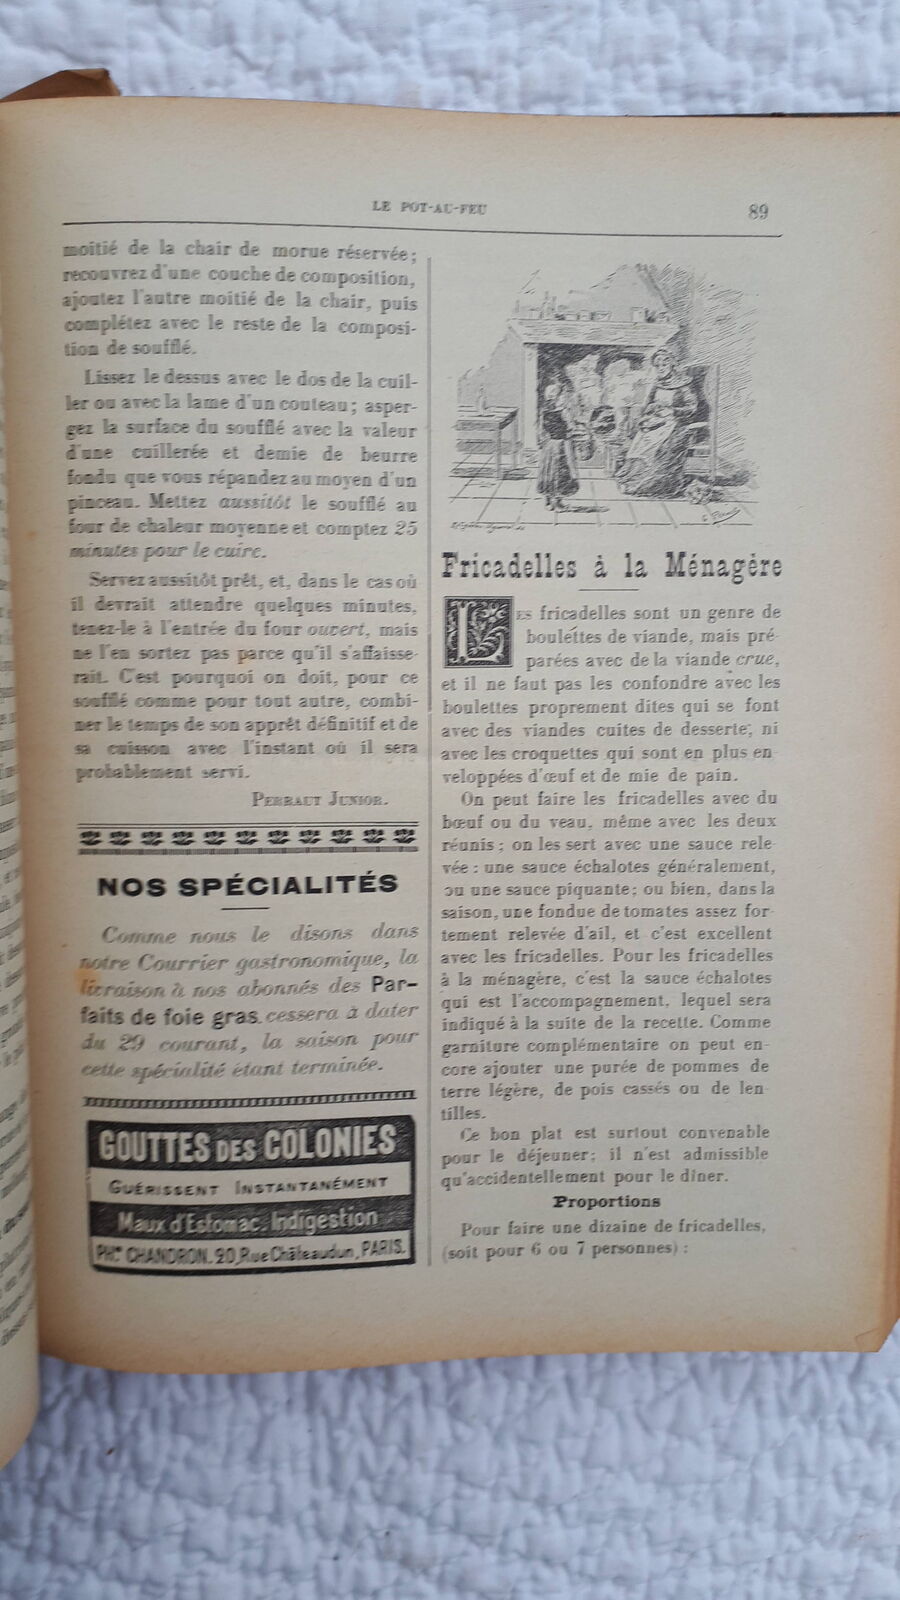 LE POT-AU-FEU
89
moitié de la chair de morue réservée;
recouvrez d'une couche de composition,
ajoutez l'autre moitié de la chair, puis
complétez avec le reste de la composi-
tion de soufflé.
Lissez le dessus avec le dos de la cuil-
ler ou avec la lame d'un couteau; asper-
gez la surface du soufflé avec la valeur
d'une cuillerée et demie de beurre
fondu que vous répandez au moyen d'un
pinceau. Mettez aussitôt le soufflé au
four de chaleur moyenne et comptez 25
minutes pour le cuire.
Servez aussitôt prêt, et, dans le cas où
il devrait attendre quelques minutes,
tenez-le à l'entrée du four ouvert, mais
ne l'en sortez pas parce qu'il s'affaisse-
rait. C'est pourquoi on doit, pour ce
soufflé comme pour tout autre, combi-
ner le temps de son apprêt définitif et de
sa cuisson avec l'instant où il sera
probablement servi.
PERRAUT JUNIOR.
NOS SPÉCIALITÉS
Comme nous le disons dans
notre Courrier gastronomique, la
livraison à nos abonnés des Par-
faits de foie gras, cessera à dater
du 29 courant, la saison pour
cette spécialité étant terminée.
GOUTTES DES COLONIES
GUÉRISSENT INSTANTANÉMENT
Maux d'Estomac, Indigestion
PHie CHANDRON, 20, Rue Châteaudun, PARIS.
Fricadelles à la Ménagère
LES fricadelles sont un genre de
boulettes de viande, mais pré-
parées avec de la viande crue,
et il ne faut pas les confondre avec les
boulettes proprement dites qui se font
avec des viandes cuites de desserte, ni
avec les croquettes qui sont en plus en-
veloppées d'œuf et de mie de pain.
On peut faire les fricadelles avec du
bœuf ou du veau, même avec les deux
réunis; on les sert avec une sauce rele-
vée : une sauce échalotes généralement,
ou une sauce piquante; ou bien, dans la
saison, une fondue de tomates assez for-
tement relevée d'ail, et c'est excellent
avec les fricadelles. Pour les fricadelles
à la ménagère, c'est la sauce échalotes
qui est l'accompagnement, lequel sera
indiqué à la suite de la recette. Comme
garniture complémentaire on peut en-
core ajouter une purée de pommes de
terre légère, de pois cassés ou de len-
tilles.
Ce bon plat est surtout convenable
pour le déjeuner; il n'est admissible
qu'accidentellement pour le dîner.
Proportions
Pour faire une dizaine de fricadelles,
(soit pour 6 ou 7 personnes) :